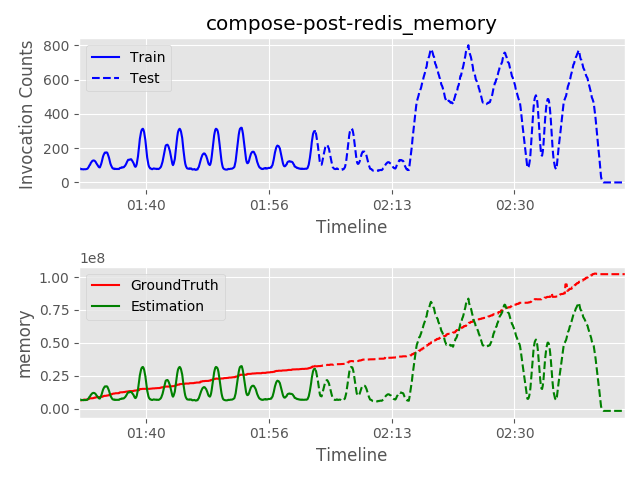 compose-post-redis_memory
Invocation Counts
800
600
400
200
0
Train
Test
01:40
01:56
02:13
02:30
Timeline
1e8
memory
1.00
0.75
0.50
0.25
0.00
GroundTruth
Estimation
01:40
01:56
02:13
02:30
Timeline